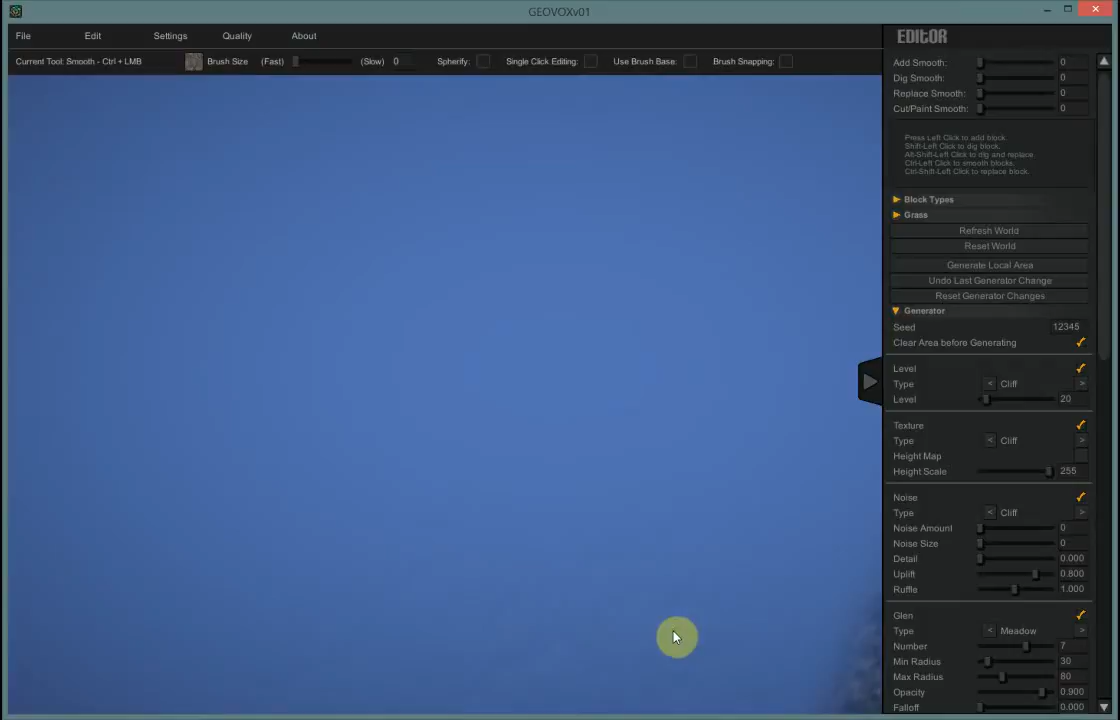 GEOVOXv01
File Edit Settings Quality About
Current Tool: Smooth - Ctrl + LMB Brush Size (Fast) (Slow) 0 Spherify: Single Click Editing: Use Brush Base: Brush Snapping:
EDITOR
Add Smooth: 0
Dig Smooth: 0
Replace Smooth: 0
Cut/Paint Smooth: 0
Press Left Click to add block.
Shift-Left Click to dig block.
Alt-Shift-Left Click to dig and replace.
Ctrl-Left Click to smooth blocks.
Ctrl-Shift-Left Click to replace block.
Block Types
Grass
Refresh World
Reset World
Generate Local Area
Undo Last Generator Change
Reset Generator Changes
Generator
Seed 12345
Clear Area before Generating
Level
Type < Cliff >
Level 20
Texture
Type < Cliff >
Height Map
Height Scale 255
Noise
Type < Cliff >
Noise Amount 0
Noise Size 0
Detail 0.000
Uplift 0.800
Ruffle 1.000
Glen
Type < Meadow >
Number 7
Min Radius 30
Max Radius 80
Opacity 0.900
Falloff 0.000